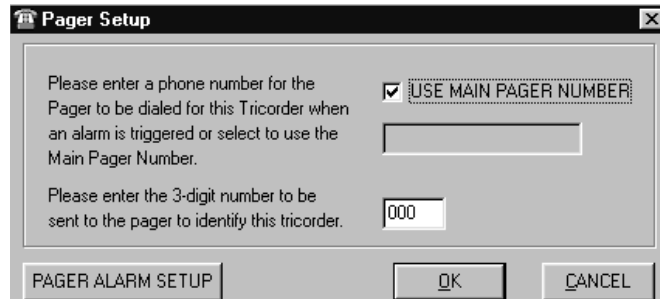 Pager Setup
Please enter a phone number for the
Pager to be dialed for this Tricorder when
an alarm is triggered or select to use the
Main Pager Number.
USE MAIN PAGER NUMBER
Please enter the 3-digit number to be
sent to the pager to identify this tricorder.
000
PAGER ALARM SETUP
OK
CANCEL